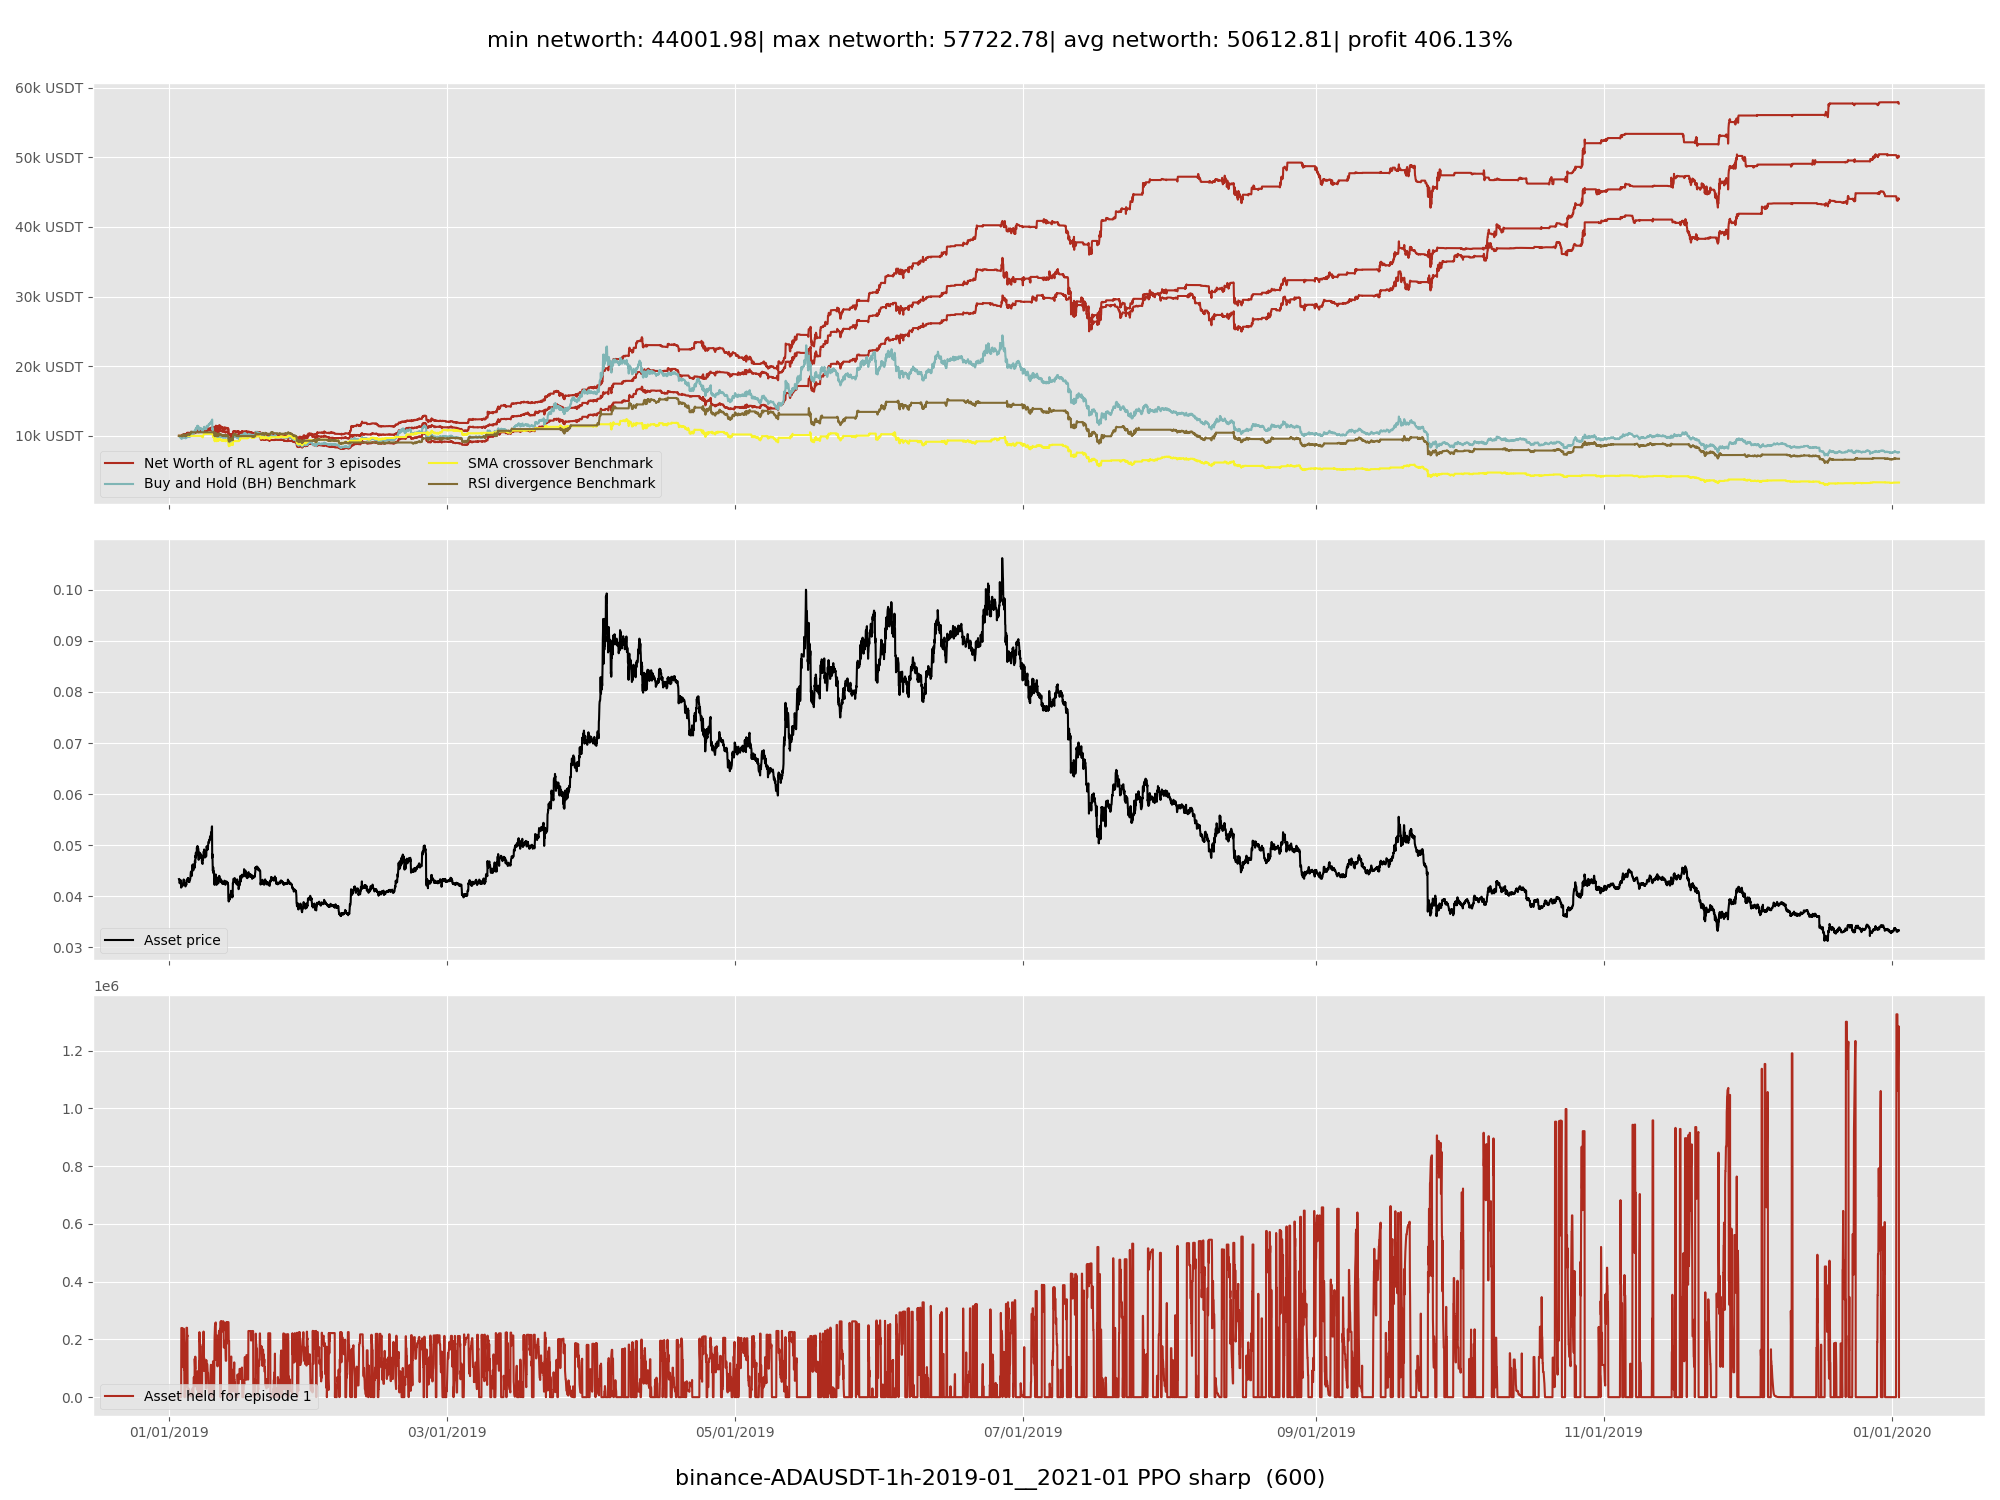 min networth: 44001.98| max networth: 57722.78| avg networth: 50612.81| profit 406.13%
60k USDT
50k USDT
40k USDT
30k USDT
20k USDT
10k USDT
Net Worth of RL agent for 3 episodes
Buy and Hold (BH) Benchmark
SMA crossover Benchmark
RSI divergence Benchmark
0.10
0.09
0.08
0.07
0.06
0.05
0.04
0.03
Asset price
1e6
1.2
1.0
0.8
0.6
0.4
0.2
0.0
Asset held for episode 1
01/01/2019 03/01/2019 05/01/2019 07/01/2019 09/01/2019 11/01/2019 01/01/2020
binance-ADAUSDT-1h-2019-01__2021-01 PPO sharp  (600)